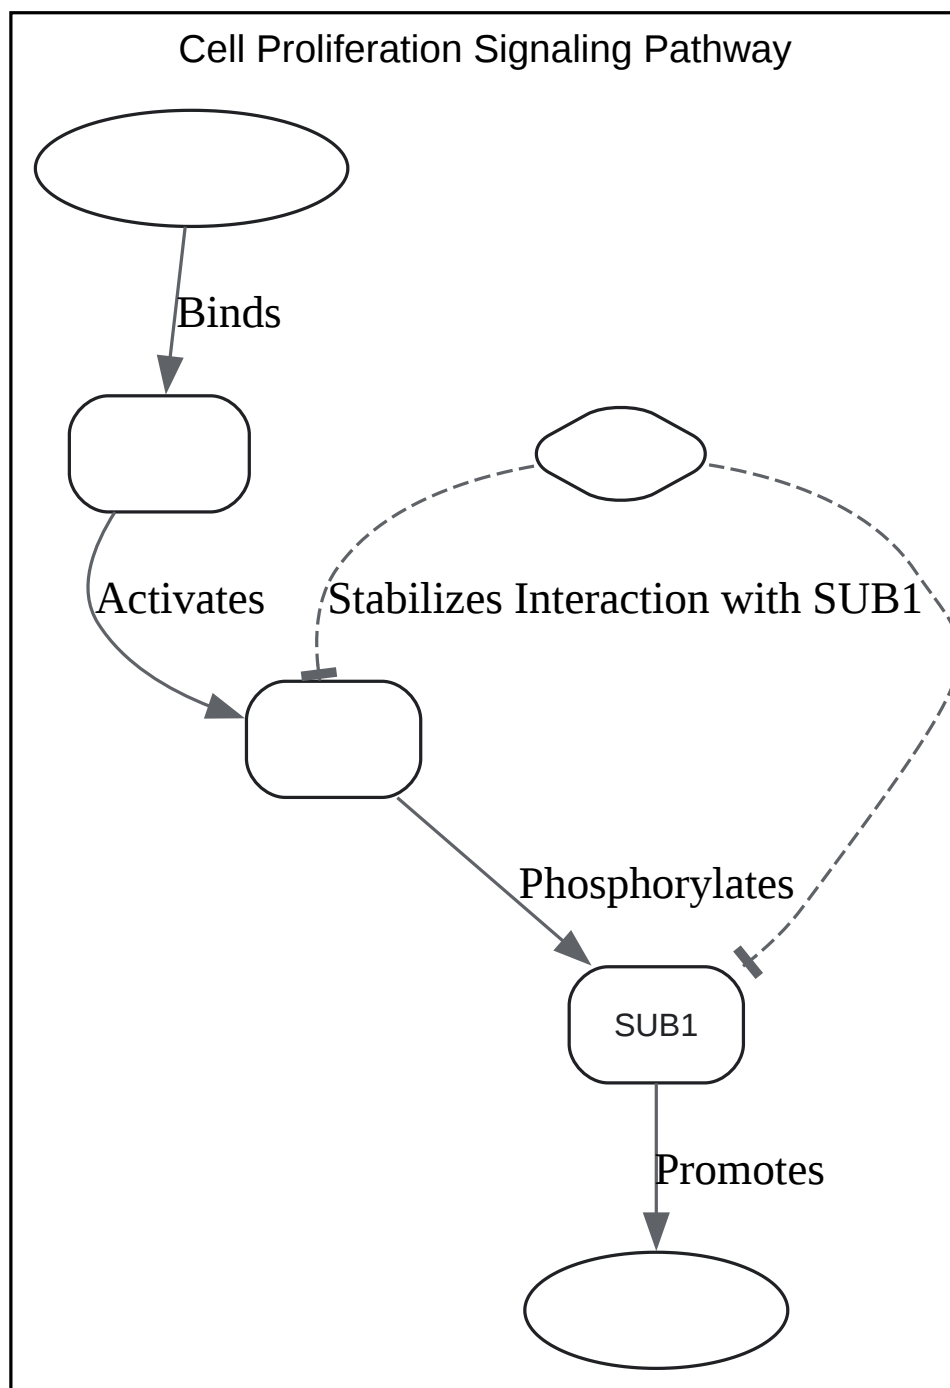 Cell Proliferation Signaling Pathway
Binds
Activates
Stabilizes Interaction with SUB1
Phosphorylates
SUB1
Promotes